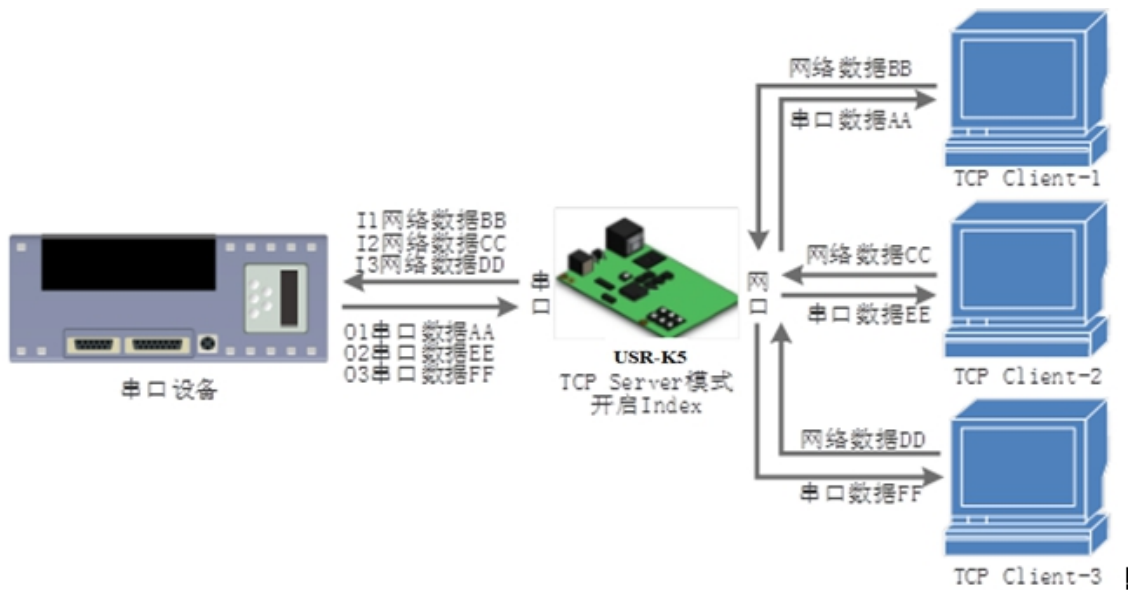 网络数据BB
串口数据AA
TCP Client-1
I1网络数据BB
I2网络数据CC
I3网络数据DD
串口
网口
网络数据CC
串口数据EE
O1串口数据AA
O2串口数据EE
O3串口数据FF
串口设备
USR-K5
TCP Server模式
开启Index
TCP Client-2
网络数据DD
串口数据FF
TCP Client-3